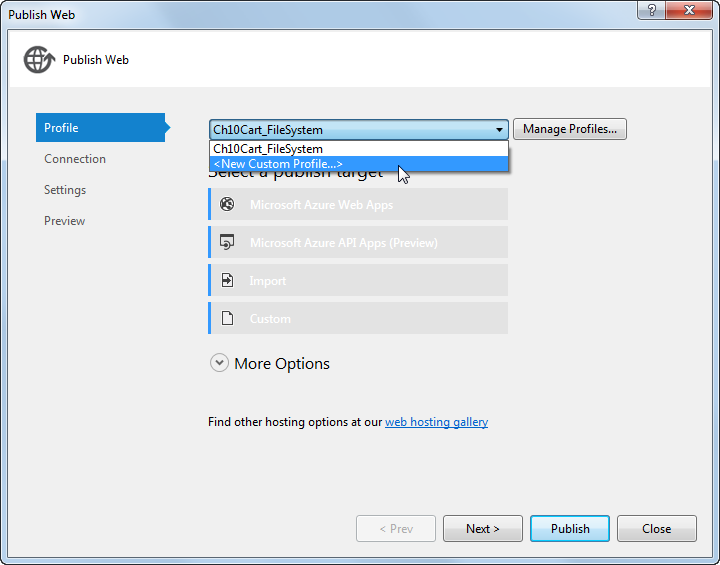 Publish Web
Publish Web
Profile
Connection
Settings
Preview
Ch10Cart_FileSystem
Manage Profiles...
Ch10Cart_FileSystem
<New Custom Profile...>
Select a publish target
Microsoft Azure Web Apps
Microsoft Azure API Apps (Preview)
Import
Custom
More Options
Find other hosting options at our web hosting gallery
< Prev
Next >
Publish
Close